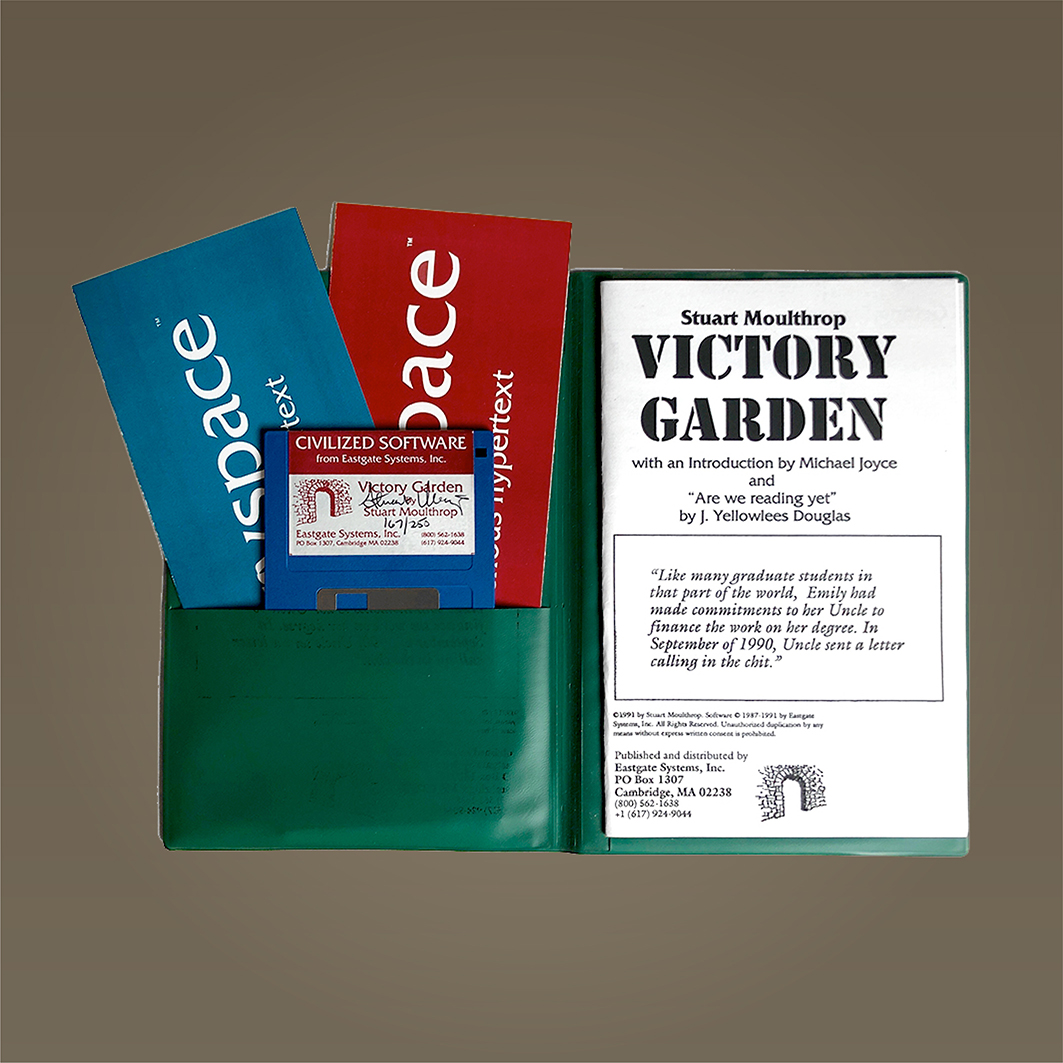 space™
text
pace™
hypertext
CIVILIZED SOFTWARE
from Eastgate Systems, Inc.
Victory Garden
Stuart Moulthrop
167/250
Eastgate Systems, Inc. (800) 562-1638
PO Box 1307, Cambridge MA 02238 (617) 924-9044
Stuart Moulthrop
VICTORY
GARDEN
with an Introduction by Michael Joyce
and
“Are we reading yet”
by J. Yellowlees Douglas
“Like many graduate students in
that part of the world, Emily had
made commitments to her Uncle to
finance the work on her degree. In
September of 1990, Uncle sent a letter
calling in the chit.”
©1991 by Stuart Moulthrop. Software © 1987-1991 by Eastgate
Systems, Inc. All Rights Reserved. Unauthorized duplication by any
means without express written consent is prohibited.
Published and distributed by
Eastgate Systems, Inc.
PO Box 1307
Cambridge, MA 02238
(800) 562-1638
+1 (617) 924-9044